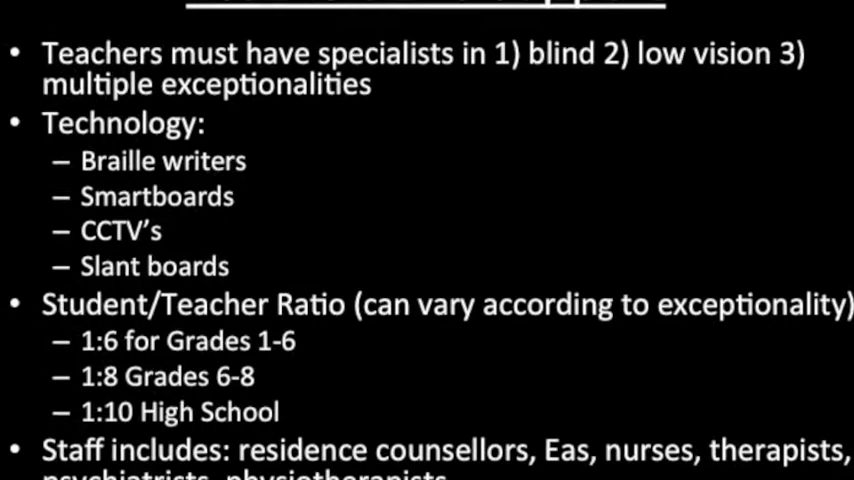 • Teachers must have specialists in 1) blind 2) low vision 3)
multiple exceptionalities
• Technology:
– Braille writers
– Smartboards
– CCTV's
– Slant boards
• Student/Teacher Ratio (can vary according to exceptionality)
– 1:6 for Grades 1-6
– 1:8 Grades 6-8
– 1:10 High School
• Staff includes: residence counsellors, Eas, nurses, therapists,
psychiatrists, physiotherapists